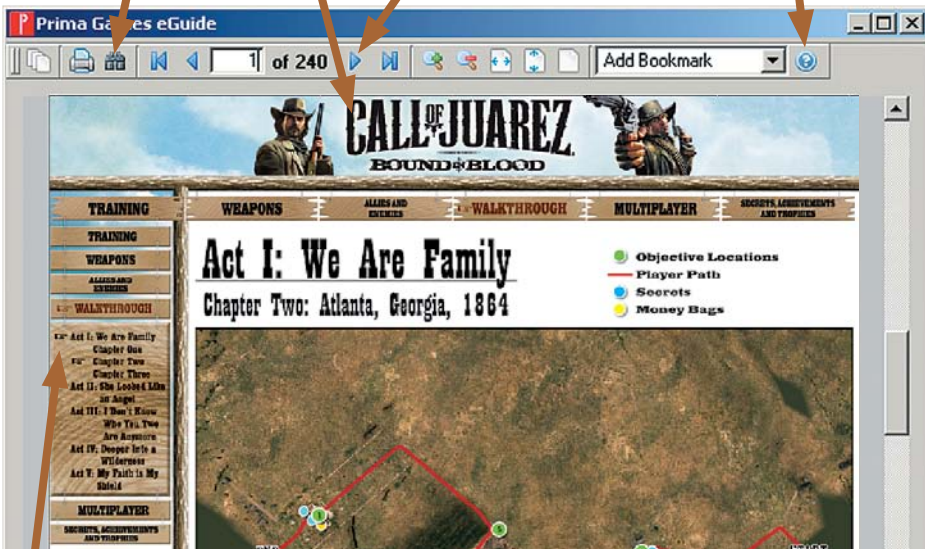 Prima Games eGuide
1 of 240 Add Bookmark
CALL OF JUAREZ
BOUND IN BLOOD
TRAINING WEAPONS ALLIES AND ENEMIES WALKTHROUGH MULTIPLAYER SECRETS, ACHIEVEMENTS AND TROPHIES
TRAINING
WEAPONS
ALLIES AND
ENEMIES
WALKTHROUGH
Act I: We Are Family
Chapter One
Chapter Two
Chapter Three
Act II: She Looked Like
an Angel
Act III: I Don't Know
Who You Two
Are Anymore
Act IV: Deeper Into a
Wilderness
Act V: My Faith is My
Shield
MULTIPLAYER
SECRETS, ACHIEVEMENTS
AND TROPHIES
Act I: We Are Family
Chapter Two: Atlanta, Georgia, 1864
Objective Locations
Player Path
Secrets
Money Bags
END
START